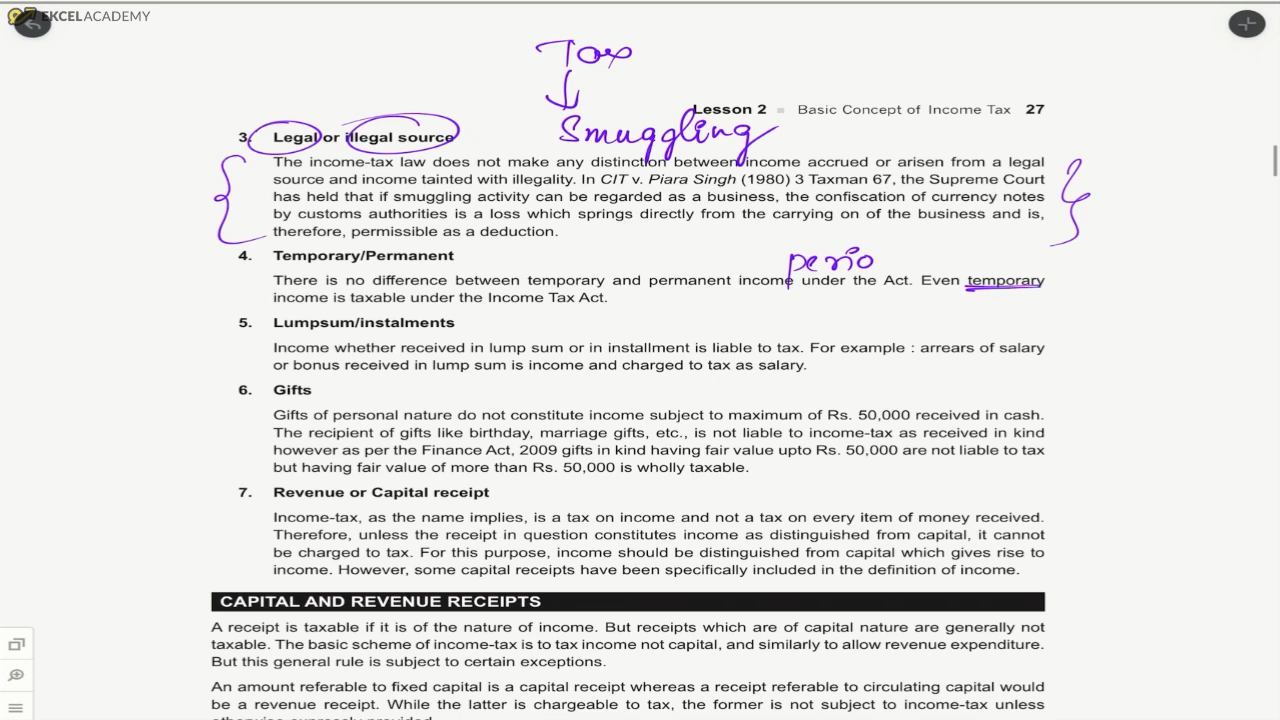 EKCELACADEMY
Tax
Lesson 2 Basic Concept of Income Tax 27
Smuggling
3. Legal or illegal source
The income-tax law does not make any distinction between income accrued or arisen from a legal
source and income tainted with illegality. In CIT v. Piara Singh (1980) 3 Taxman 67, the Supreme Court
has held that if smuggling activity can be regarded as a business, the confiscation of currency notes
by customs authorities is a loss which springs directly from the carrying on of the business and is,
therefore, permissible as a deduction.
4. Temporary/Permanent
perio
There is no difference between temporary and permanent income under the Act. Even temporary
income is taxable under the Income Tax Act.
5. Lumpsum/instalments
Income whether received in lump sum or in installment is liable to tax. For example : arrears of salary
or bonus received in lump sum is income and charged to tax as salary.
6. Gifts
Gifts of personal nature do not constitute income subject to maximum of Rs. 50,000 received in cash.
The recipient of gifts like birthday, marriage gifts, etc., is not liable to income-tax as received in kind
however as per the Finance Act, 2009 gifts in kind having fair value upto Rs. 50,000 are not liable to tax
but having fair value of more than Rs. 50,000 is wholly taxable.
7. Revenue or Capital receipt
Income-tax, as the name implies, is a tax on income and not a tax on every item of money received.
Therefore, unless the receipt in question constitutes income as distinguished from capital, it cannot
be charged to tax. For this purpose, income should be distinguished from capital which gives rise to
income. However, some capital receipts have been specifically included in the definition of income.
CAPITAL AND REVENUE RECEIPTS
A receipt is taxable if it is of the nature of income. But receipts which are of capital nature are generally not
taxable. The basic scheme of income-tax is to tax income not capital, and similarly to allow revenue expenditure.
But this general rule is subject to certain exceptions.
An amount referable to fixed capital is a capital receipt whereas a receipt referable to circulating capital would
be a revenue receipt. While the latter is chargeable to tax, the former is not subject to income-tax unless
otherwise expressly provided.